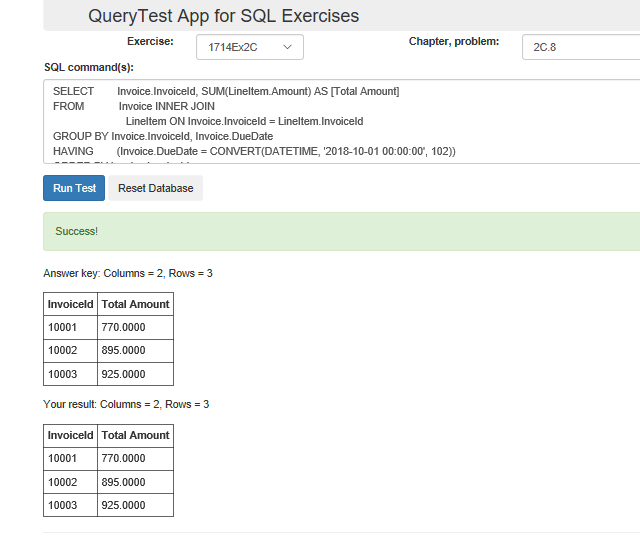 QueryTest App for SQL Exercises
Exercise: 1714Ex2C Chapter, problem: 2C.8
SQL command(s):
SELECT Invoice.InvoiceId, SUM(LineItem.Amount) AS [Total Amount]
FROM Invoice INNER JOIN
LineItem ON Invoice.InvoiceId = LineItem.InvoiceId
GROUP BY Invoice.InvoiceId, Invoice.DueDate
HAVING (Invoice.DueDate = CONVERT(DATETIME, '2018-10-01 00:00:00', 102))
Run Test Reset Database
Success!
Answer key: Columns = 2, Rows = 3
InvoiceId Total Amount
10001 770.0000
10002 895.0000
10003 925.0000
Your result: Columns = 2, Rows = 3
InvoiceId Total Amount
10001 770.0000
10002 895.0000
10003 925.0000